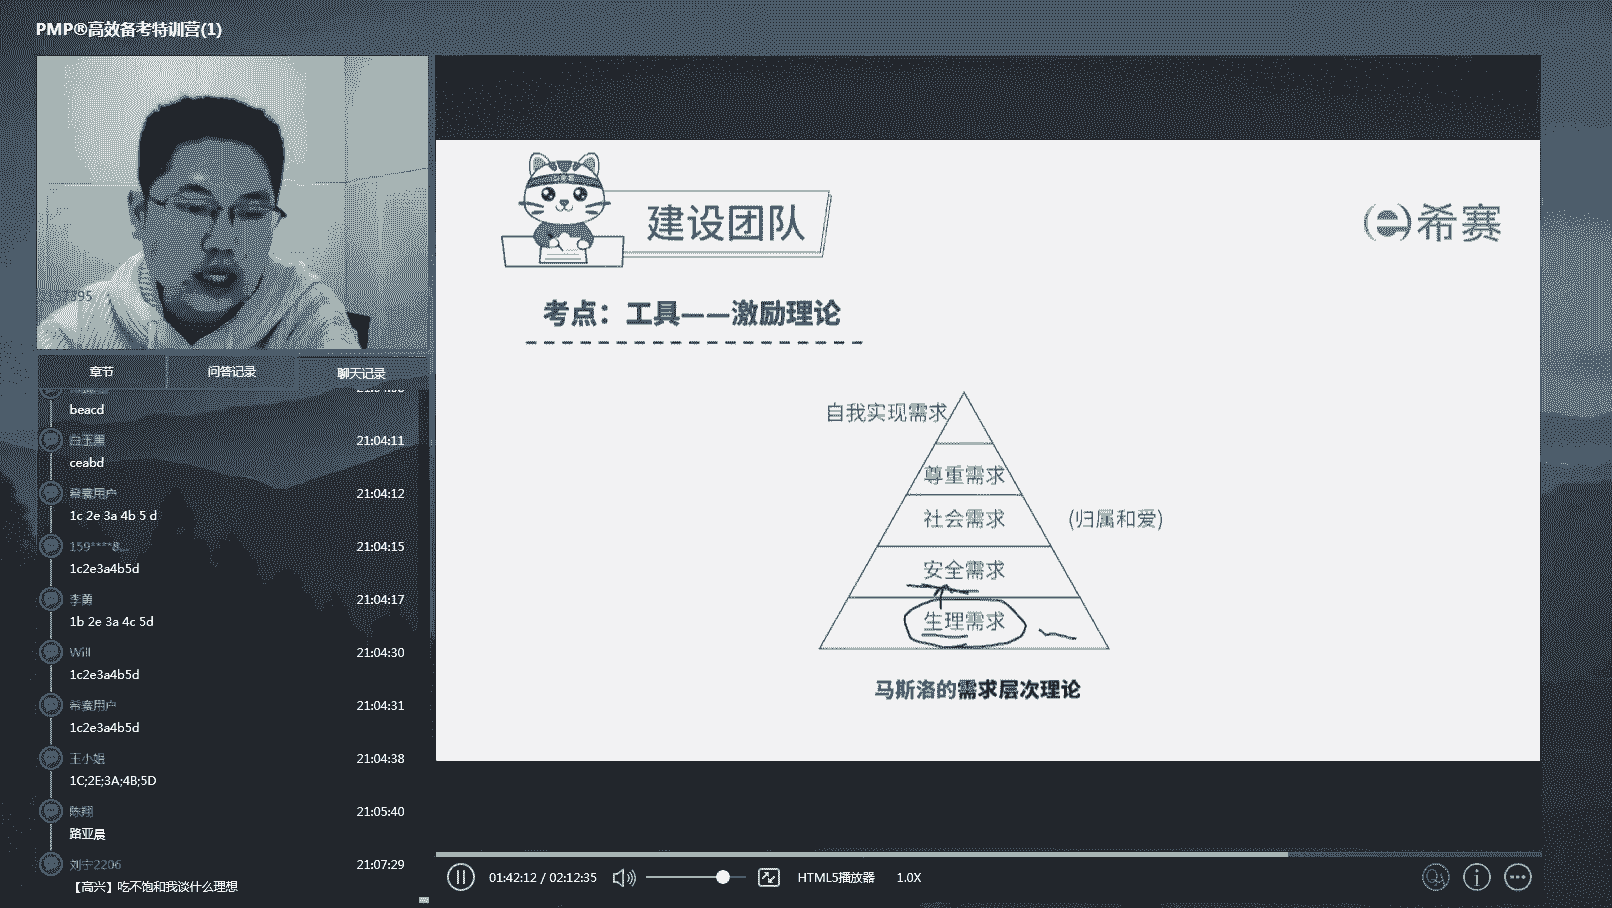 PMP®高效备考特训营(1)
章节
问答记录
聊天记录
beacd
白玉黑
21:04:11
ceabd
希赛用户
21:04:12
1c 2e 3a 4b 5 d
159****8...
21:04:15
1c2e3a4b5d
21:04:17
1b 2e 3a 4c 5d
Will
21:04:30
1c2e3a4b5d
希赛用户
21:04:31
1c2e3a4b5d
王小姐
21:04:38
1C;2E;3A;4B;5D
陈翔
21:05:40
路亚晨
刘宇2206
21:07:29
【高兴】吃不饱和我谈什么理想
建设团队
希赛
考点：工具——激励理论
自我实现需求
尊重需求
社会需求
(归属和爱)
安全需求
生理需求
马斯洛的需求层次理论
01:42:12 / 02:12:35
HTML5播放器
1.0X